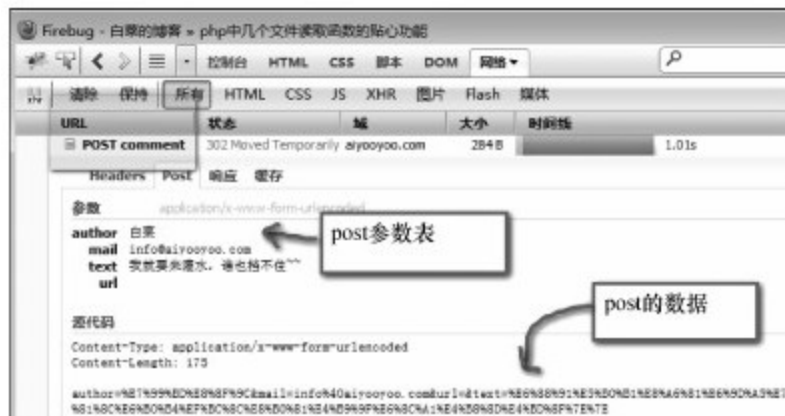 Firebug - 白菜的博客 » php中几个文件读取函数的贴心功能
控制台 HTML CSS 脚本 DOM 网络
清除 保持 所有 HTML CSS JS XHR 图片 Flash 媒体
URL 状态 域 大小 时间线
POST comment 302 Moved Temporarily aiyooyoo.com 284 B 1.01s
Headers Post 响应 缓存
参数 application/x-www-form-urlencoded
author 白菜
mail info@aiyooyoo.com
text 我就要来灌水。谁也挡不住~~
url
post参数表
post的数据
源代码
Content-Type: application/x-www-form-urlencoded
Content-Length: 175